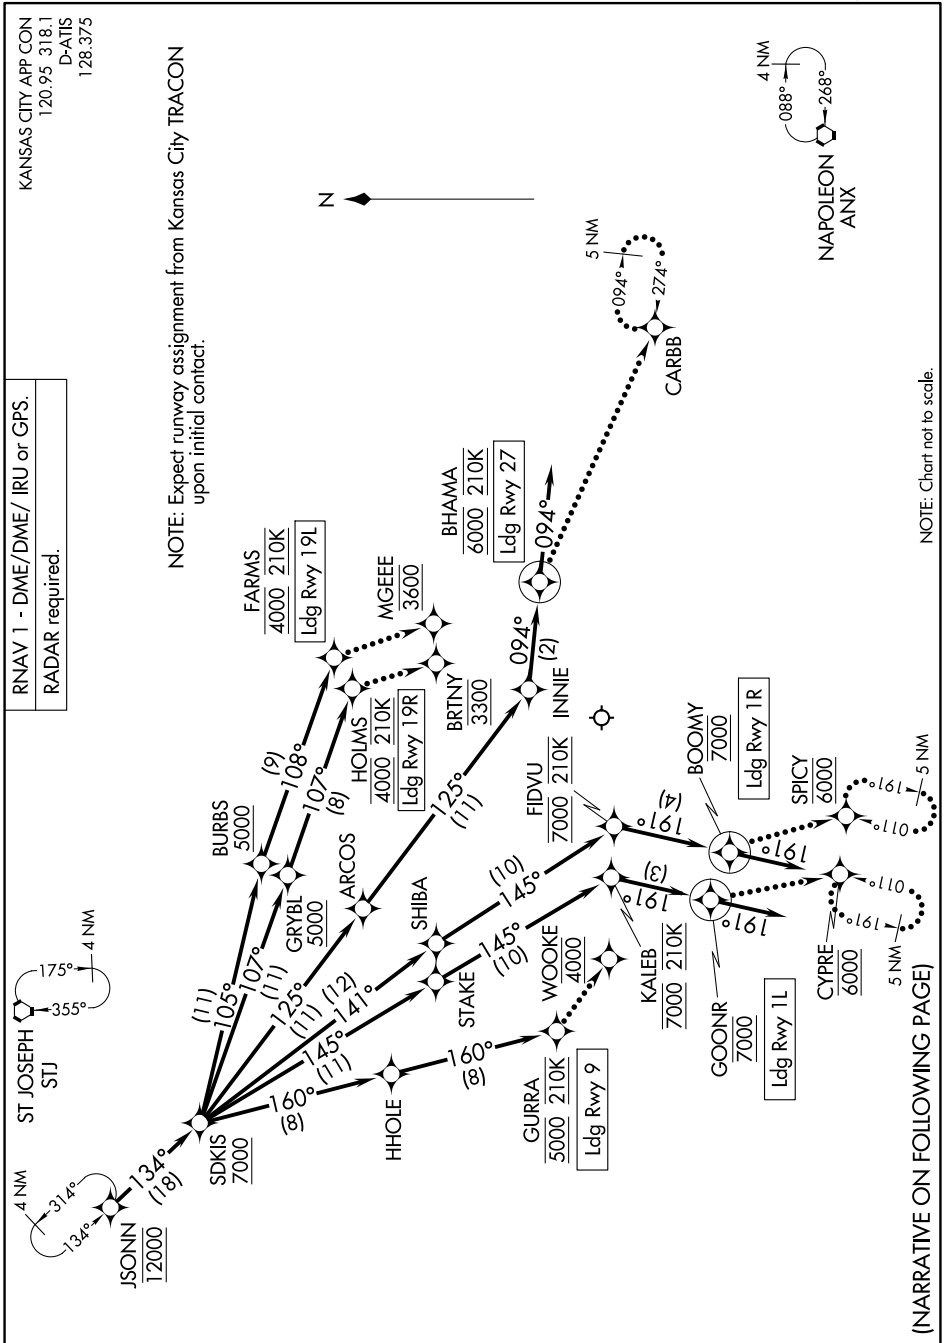 KANSAS CITY APP CON
120.95 318.1
D-ATIS
128.375
RNAV 1 - DME/DME/ IRU or GPS.
RADAR required.
NOTE: Expect runway assignment from Kansas City TRACON
upon initial contact.
ST JOSEPH
STJ
175°
355°
4 NM
4 NM
314°
134°
JSONN
12000
134°
(18)
SDKIS
7000
(11)
105°
BURBS
5000
(9)
108°
FARMS
4000 210K
Ldg Rwy 19L
MGEEE
3600
107°
(11)
GRYBL
5000
107°
(8)
HOLMS
4000 210K
Ldg Rwy 19R
BRTNY
3300
125°
(11)
ARCOS
125°
(11)
INNIE
094°
(2)
BHAMA
6000 210K
Ldg Rwy 27
094°
CARBB
094°
274°
5 NM
N
NAPOLEON
ANX
088°
268°
4 NM
(12)
141°
SHIBA
(10)
145°
FIDVU
7000 210K
(4)
191°
BOOMY
7000
Ldg Rwy 1R
191°
SPICY
6000
191°
011°
5 NM
145°
(11)
STAKE
145°
(10)
KALEB
7000 210K
(3)
191°
GOONR
7000
Ldg Rwy 1L
191°
CYPRE
6000
191°
011°
5 NM
160°
(8)
HHOLE
160°
(8)
GURRA
5000 210K
Ldg Rwy 9
WOOKE
4000
NOTE: Chart not to scale.
(NARRATIVE ON FOLLOWING PAGE)